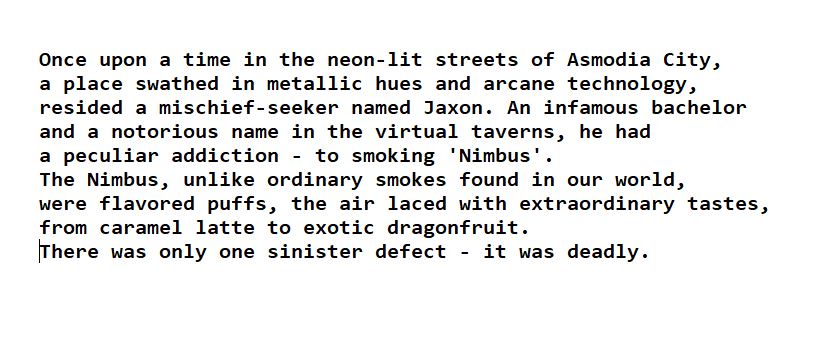 Once upon a time in the neon-lit streets of Asmodia City,
a place swathed in metallic hues and arcane technology,
resided a mischief-seeker named Jaxon. An infamous bachelor
and a notorious name in the virtual taverns, he had
a peculiar addiction - to smoking 'Nimbus'.
The Nimbus, unlike ordinary smokes found in our world,
were flavored puffs, the air laced with extraordinary tastes,
from caramel latte to exotic dragonfruit.
There was only one sinister defect - it was deadly.